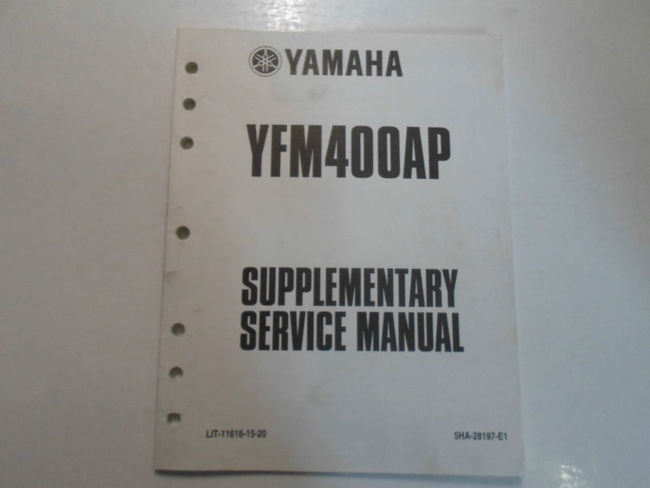 YAMAHA
YFM400AP
SUPPLEMENTARY
SERVICE MANUAL
LIT-11616-15-20
5HA-28197-E1